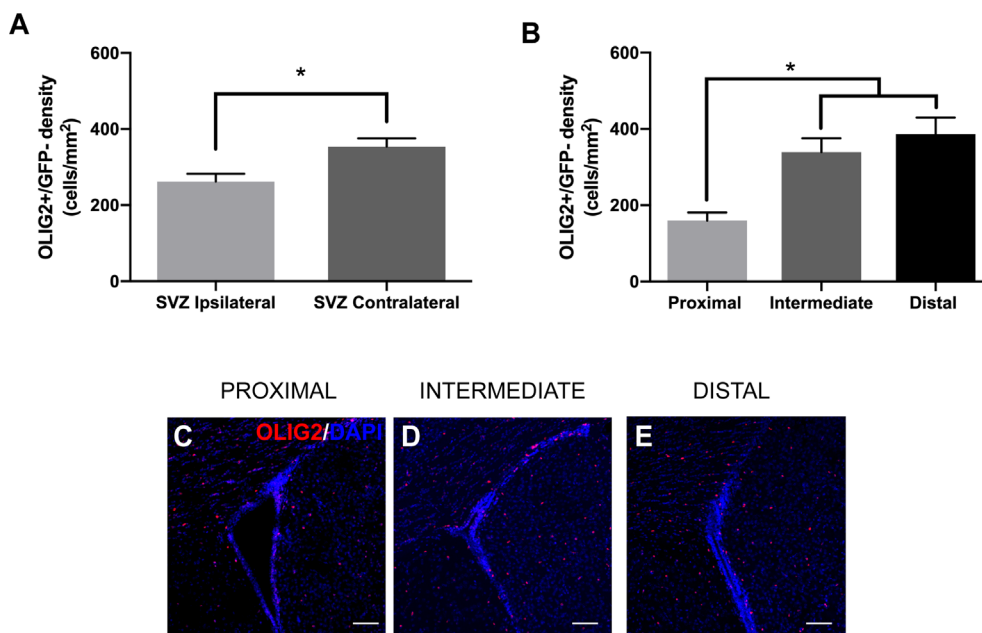 A
OLIG2+/GFP- density
(cells/mm²)
600
400
200
0
*
SVZ Ipsilateral
SVZ Contralateral
B
OLIG2+/GFP- density
(cells/mm²)
600
400
200
0
*
Proximal
Intermediate
Distal
PROXIMAL
INTERMEDIATE
DISTAL
C
OLIG2/DAPI
D
E